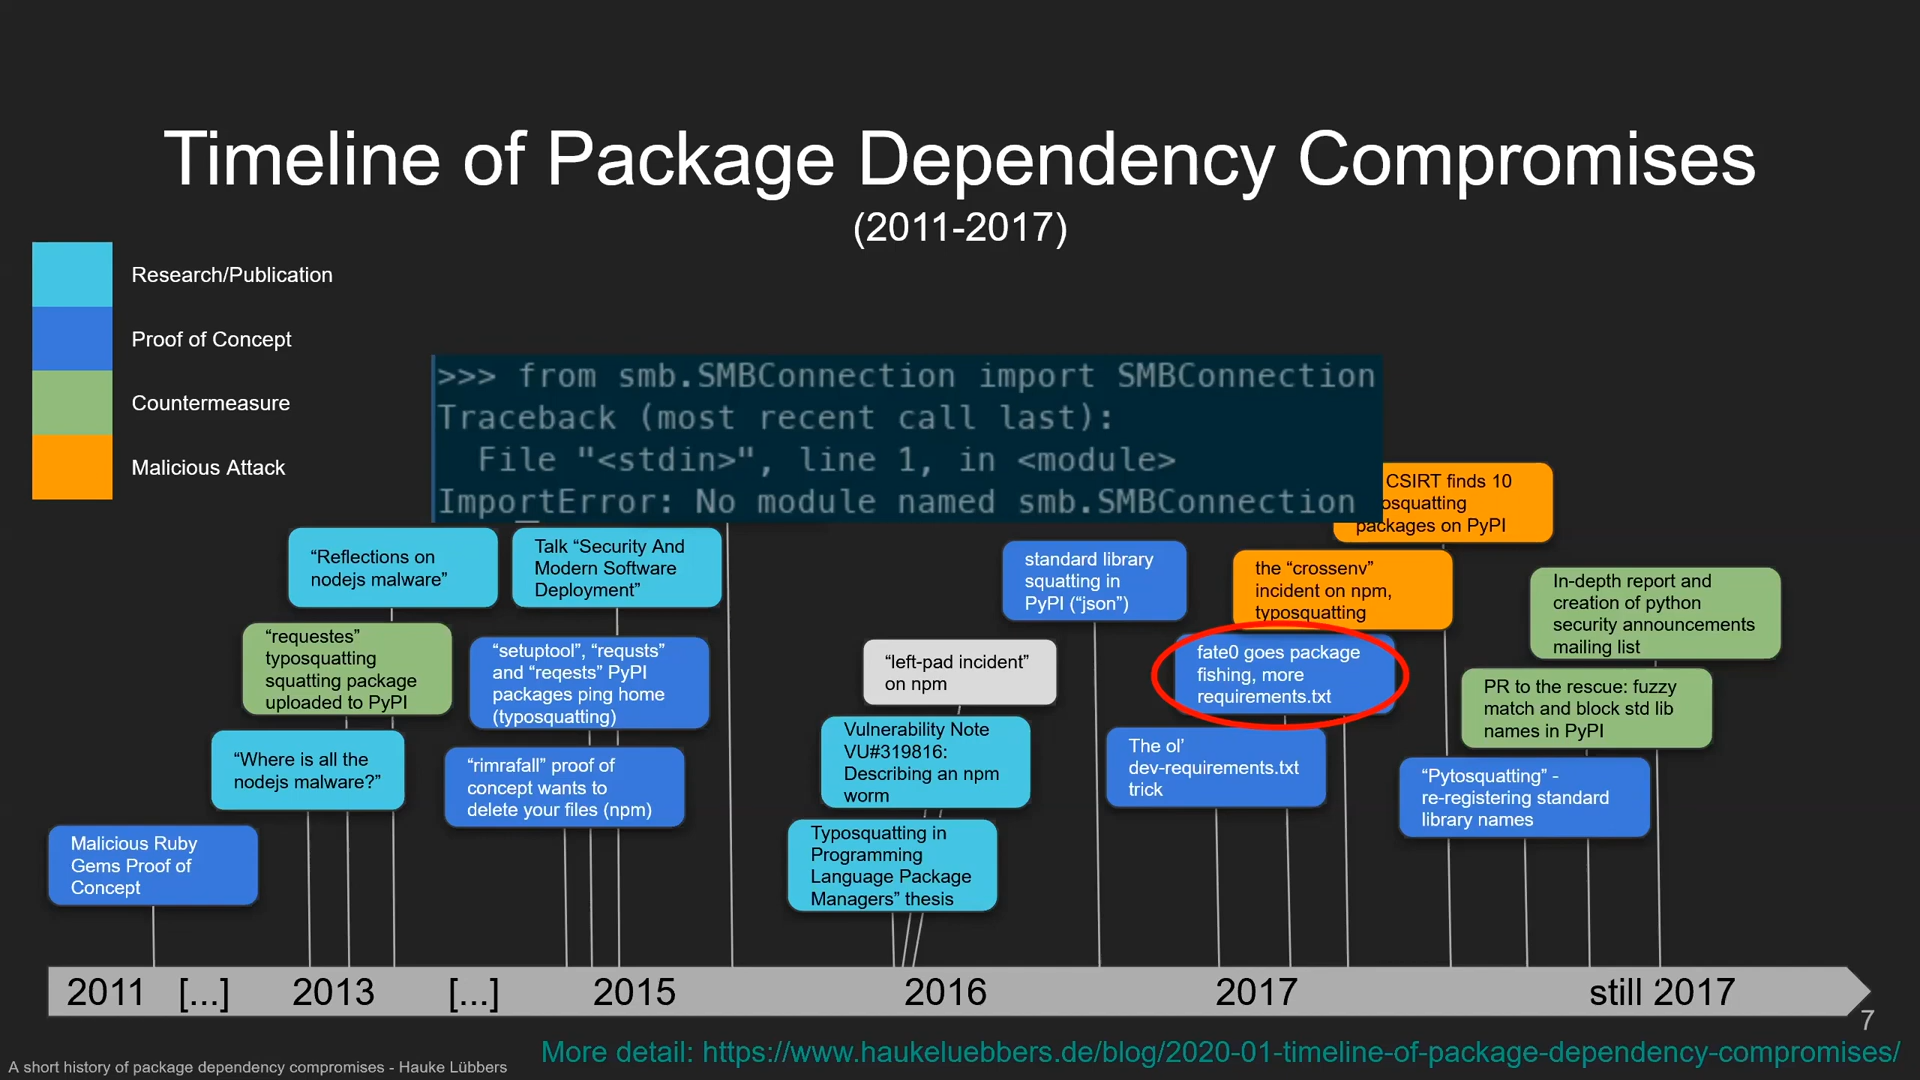 Timeline of Package Dependency Compromises
(2011-2017)
Research/Publication
Proof of Concept
Countermeasure
Malicious Attack
>>> from smb.SMBConnection import SMBConnection
Traceback (most recent call last):
File "<stdin>", line 1, in <module>
ImportError: No module named smb.SMBConnection
CSIRT finds 10
osquatting
packages on PyPI
“Reflections on
nodejs malware”
Talk “Security And
Modern Software
Deployment”
standard library
squatting in
PyPI (“json”)
the “crossenv”
incident on npm,
typosquatting
In-depth report and
creation of python
security announcements
mailing list
“requestes”
typosquatting
squatting package
uploaded to PyPI
“setuptool”, “requsts”
and “reqests” PyPI
packages ping home
(typosquatting)
“left-pad incident”
on npm
fate0 goes package
fishing, more
requirements.txt
PR to the rescue: fuzzy
match and block std lib
names in PyPI
“Where is all the
nodejs malware?”
“rimrafall” proof of
concept wants to
delete your files (npm)
Vulnerability Note
VU#319816:
Describing an npm
worm
The ol’
dev-requirements.txt
trick
“Pytosquatting” -
re-registering standard
library names
Malicious Ruby
Gems Proof of
Concept
Typosquatting in
Programming
Language Package
Managers” thesis
2011 [...] 2013 [...] 2015 2016 2017 still 2017
7
More detail: https://www.haukeluebbers.de/blog/2020-01-timeline-of-package-dependency-compromises/
A short history of package dependency compromises - Hauke Lübbers